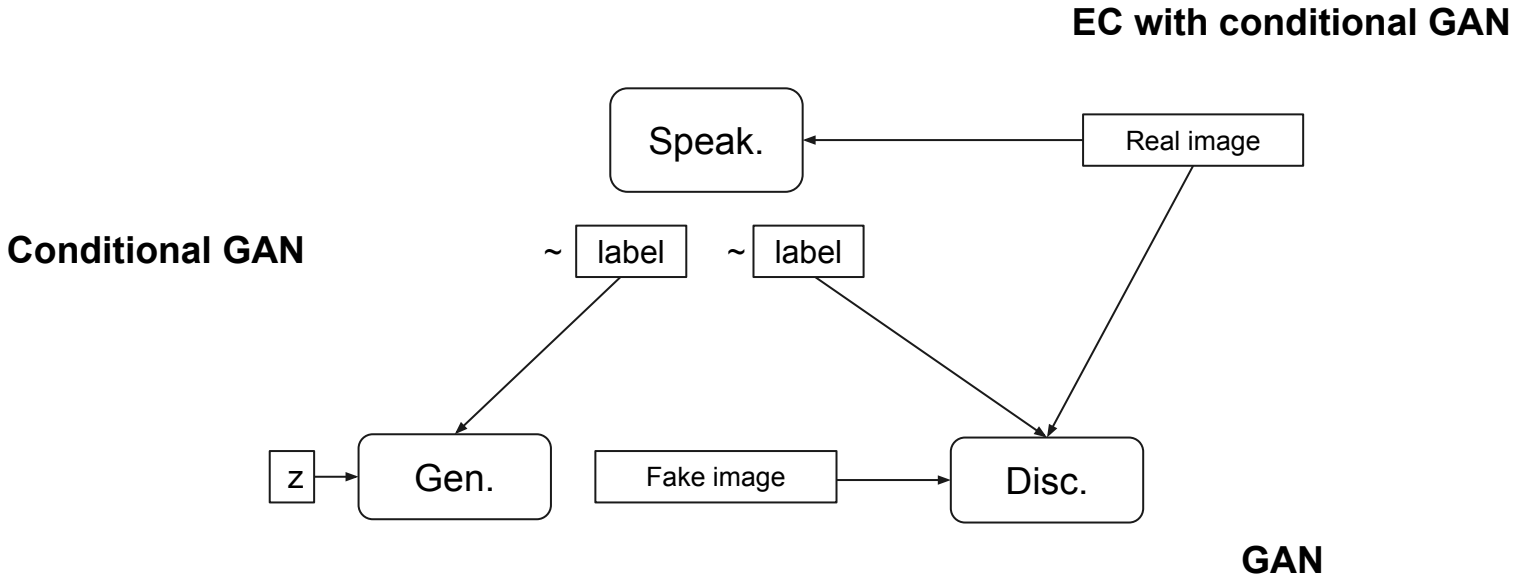 EC with conditional GAN
Speak.
Real image
Conditional GAN
~ label
~ label
z
Gen.
Fake image
Disc.
GAN